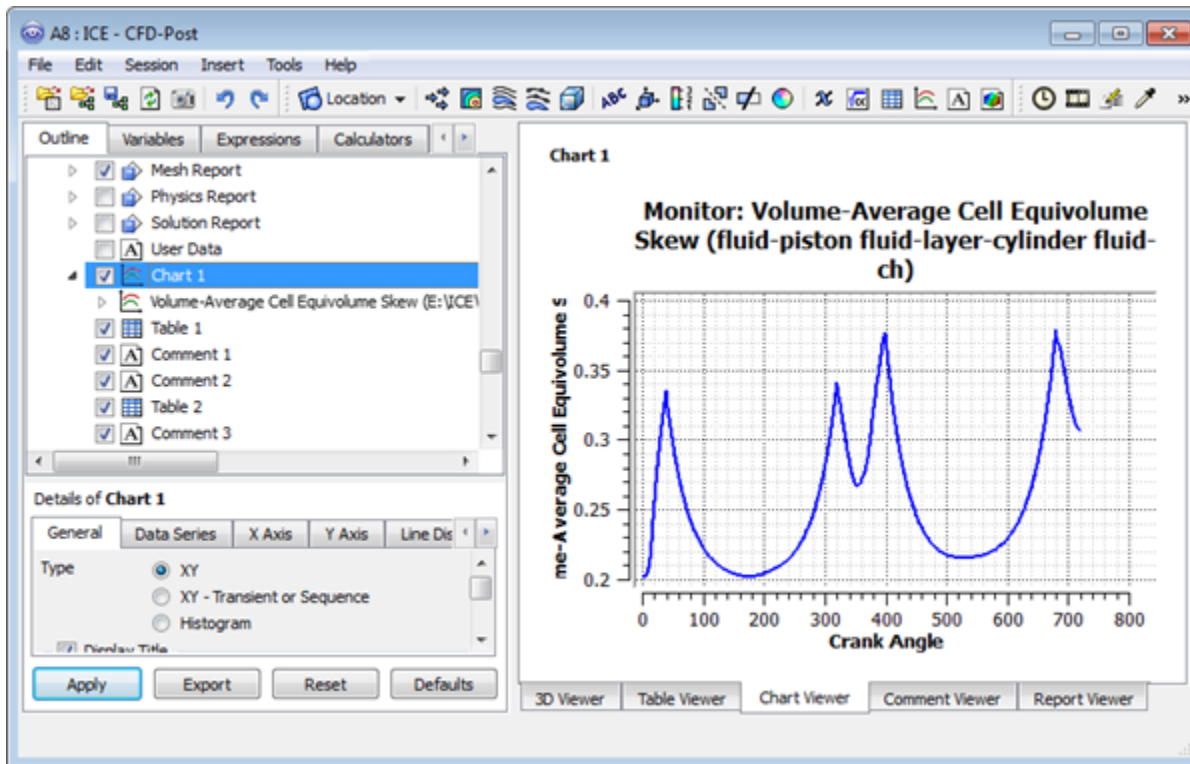 A8 : ICE - CFD-Post
File Edit Session Insert Tools Help
Location
Outline Variables Expressions Calculators
Mesh Report
Physics Report
Solution Report
User Data
Chart 1
Volume-Average Cell Equivolume Skew (E:\ICE\
Table 1
Comment 1
Comment 2
Table 2
Comment 3
Details of Chart 1
General Data Series X Axis Y Axis Line Dis
Type
XY
XY - Transient or Sequence
Histogram
Display Title
Apply Export Reset Defaults
Chart 1
Monitor: Volume-Average Cell Equivolume
Skew (fluid-piston fluid-layer-cylinder fluid-
ch)
me-Average Cell Equivolume s
0.4
0.35
0.3
0.25
0.2
0 100 200 300 400 500 600 700 800
Crank Angle
3D Viewer Table Viewer Chart Viewer Comment Viewer Report Viewer